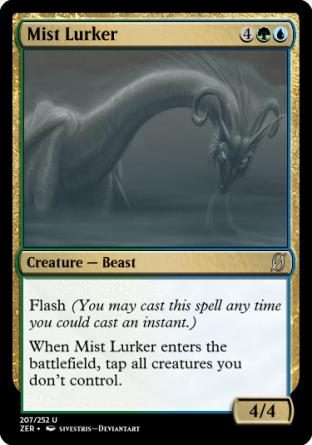 Mist Lurker 4
Creature — Beast
Flash (You may cast this spell any time
you could cast an instant.)
When Mist Lurker enters the
battlefield, tap all creatures you
don't control.
4/4
207/252 U
ZER • SIVESTRIS—DEVIANTART